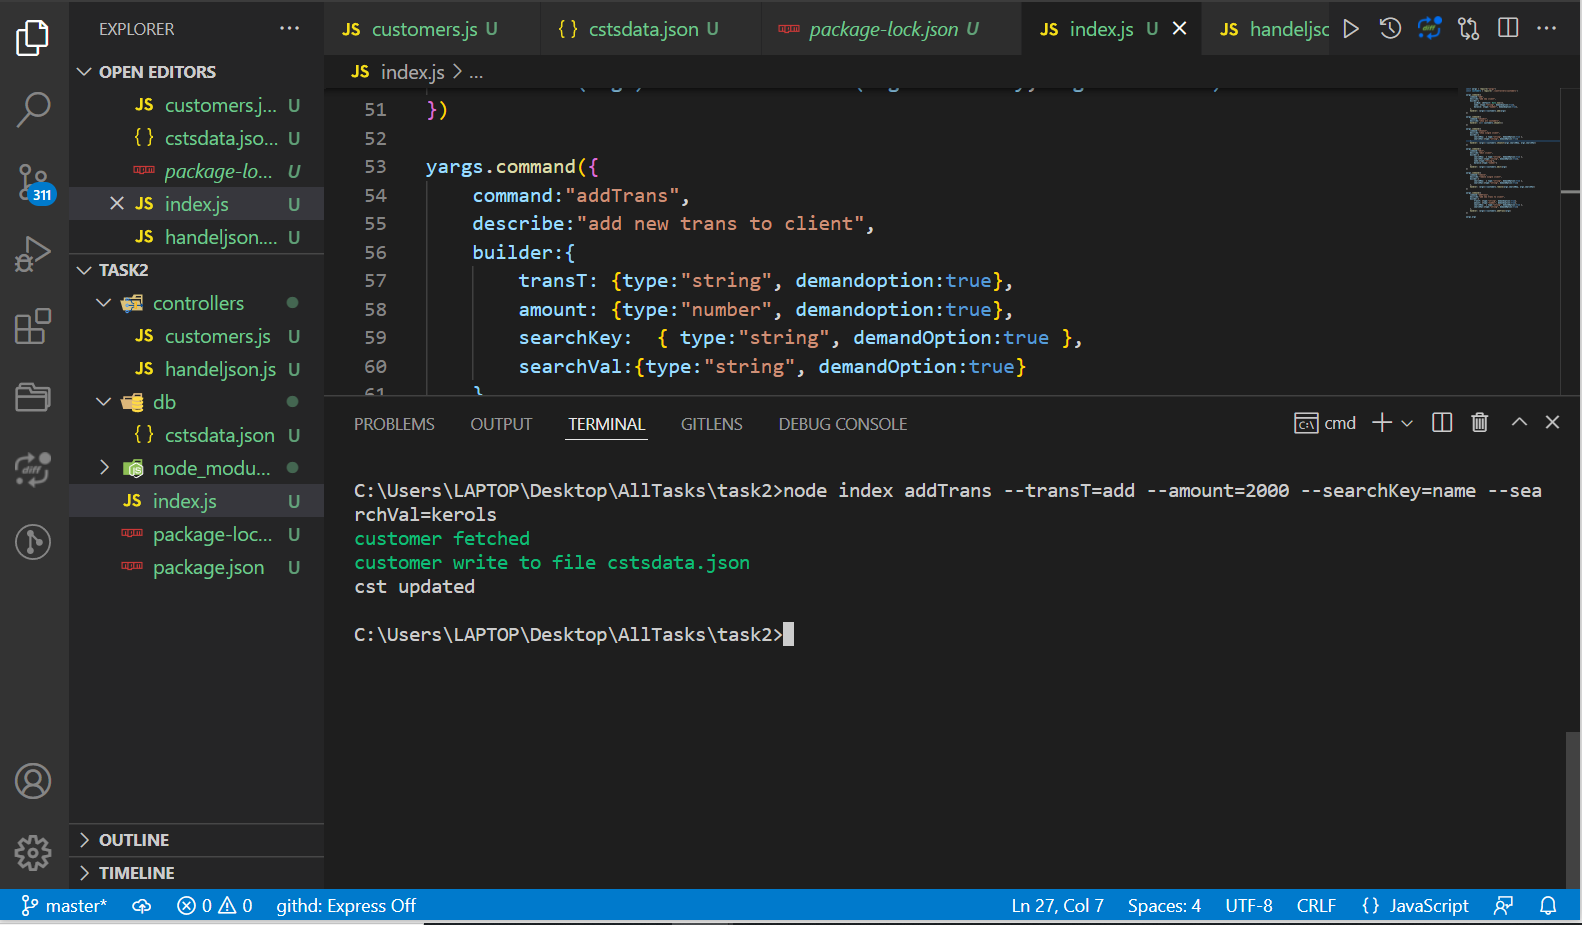 EXPLORER
OPEN EDITORS
JS customers.j... U
{ } cstsdata.jso... U
package-lo... U
JS index.js U
JS handeljson.... U
TASK2
controllers
JS customers.js U
JS handeljson.js U
db
{ } cstsdata.json U
node_modu...
JS index.js U
package-loc... U
package.json U
OUTLINE
TIMELINE
311
JS customers.js U
{ } cstsdata.json U
package-lock.json U
JS index.js U
JS handeljsc
JS index.js > ...
51 })
52
53 yargs.command({
54 command:"addTrans",
55 describe:"add new trans to client",
56 builder:{
57 transT: {type:"string", demandoption:true},
58 amount: {type:"number", demandoption:true},
59 searchKey:  { type:"string", demandOption:true },
60 searchVal:{type:"string", demandOption:true}
61 }
PROBLEMS OUTPUT TERMINAL GITLENS DEBUG CONSOLE
cmd
C:\Users\LAPTOP\Desktop\AllTasks\task2>node index addTrans --transT=add --amount=2000 --searchKey=name --sea
rchVal=kerols
customer fetched
customer write to file cstsdata.json
cst updated
C:\Users\LAPTOP\Desktop\AllTasks\task2>
master* 0 0 githd: Express Off Ln 27, Col 7 Spaces: 4 UTF-8 CRLF { } JavaScript